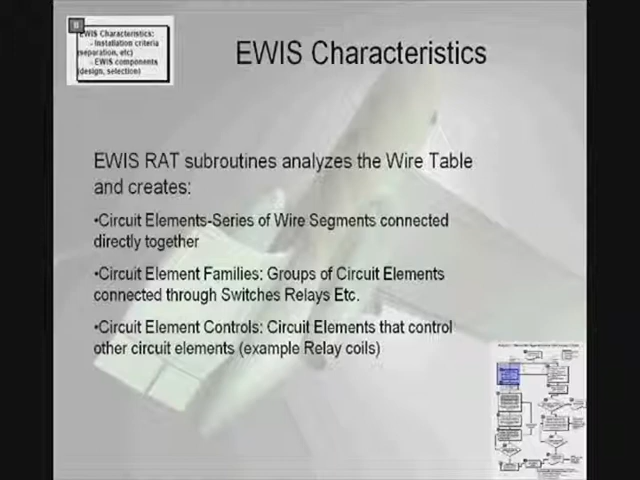 B
EWIS Characteristics:
- Installation criteria
(separation, etc)
- EWIS components
(design, selection)
EWIS Characteristics
EWIS RAT subroutines analyzes the Wire Table
and creates:
•Circuit Elements-Series of Wire Segments connected
directly together
•Circuit Element Families: Groups of Circuit Elements
connected through Switches Relays Etc.
•Circuit Element Controls: Circuit Elements that control
other circuit elements (example Relay coils)